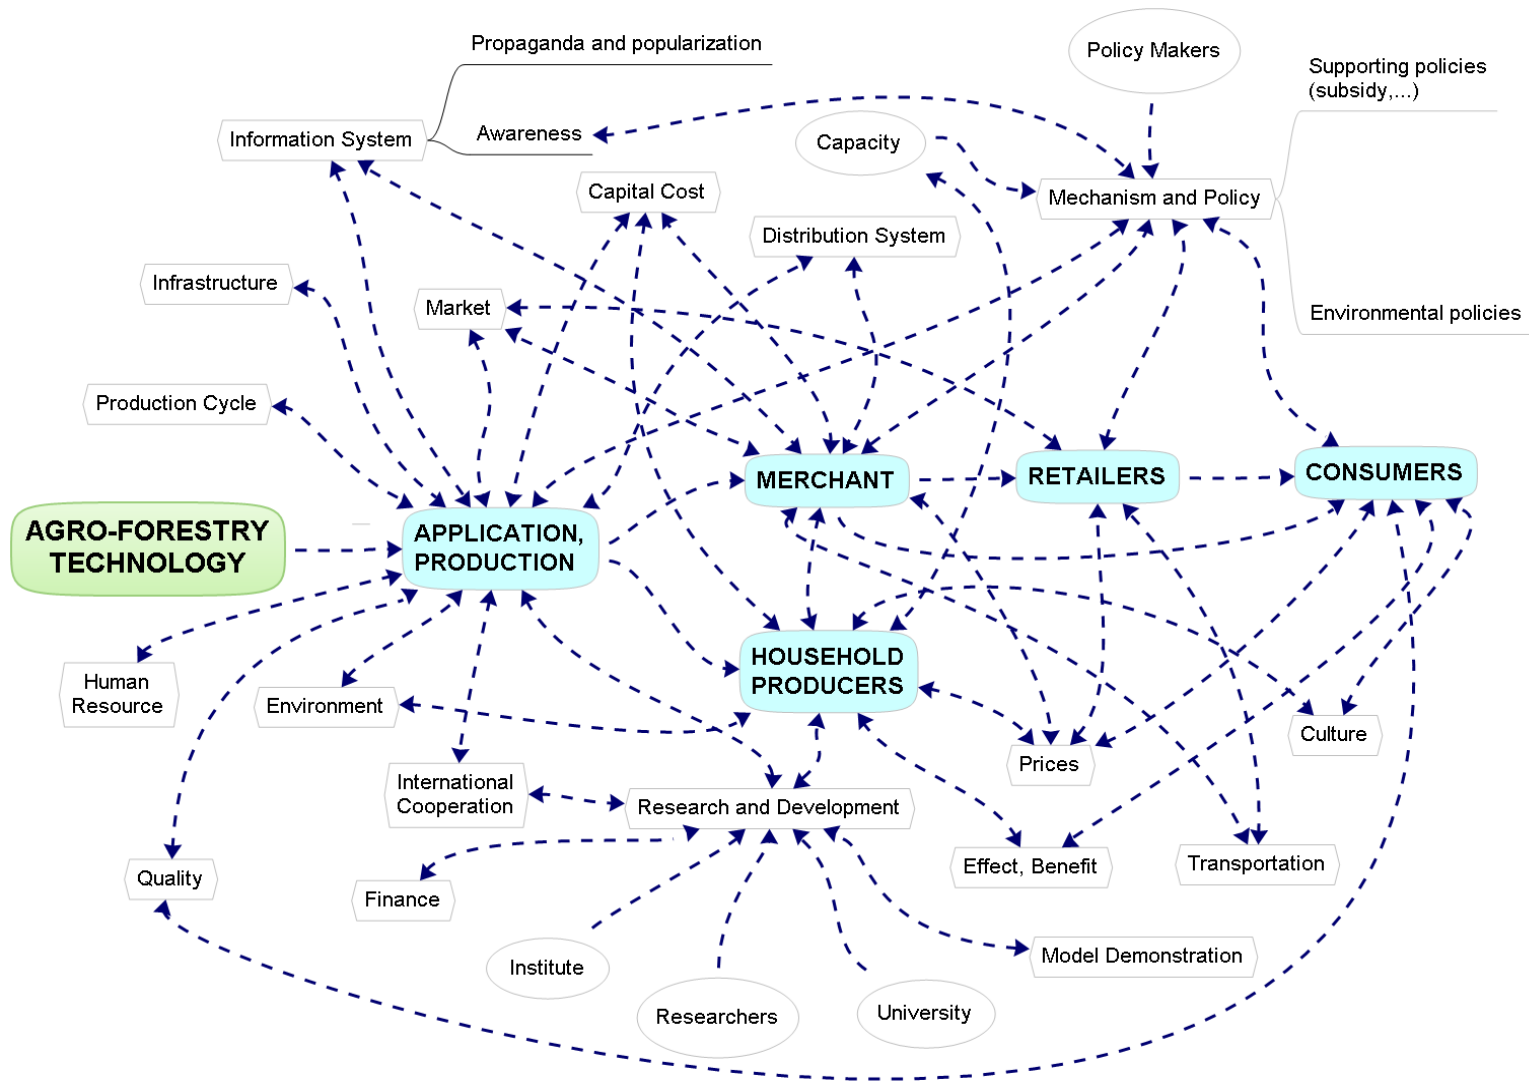 Propaganda and popularization
Policy Makers
Supporting policies
(subsidy,...)
Information System
Awareness
Capacity
Capital Cost
Mechanism and Policy
Distribution System
Infrastructure
Market
Environmental policies
Production Cycle
MERCHANT
RETAILERS
CONSUMERS
AGRO-FORESTRY
TECHNOLOGY
APPLICATION,
PRODUCTION
HOUSEHOLD
PRODUCERS
Human
Resource
Environment
Culture
Prices
International
Cooperation
Research and Development
Effect, Benefit
Transportation
Quality
Finance
Model Demonstration
Institute
Researchers
University